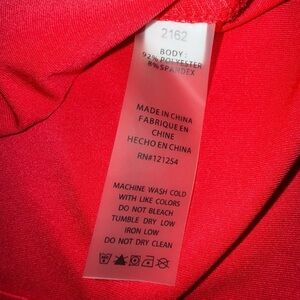 2162
BODY:
92% POLYESTER
8% SPANDEX
MADE IN CHINA
FABRIQUE EN
CHINE
HECHO EN CHINA
RN#121254
MACHINE WASH COLD
WITH LIKE COLORS
DO NOT BLEACH
TUMBLE DRY LOW
IRON LOW
DO NOT DRY CLEAN